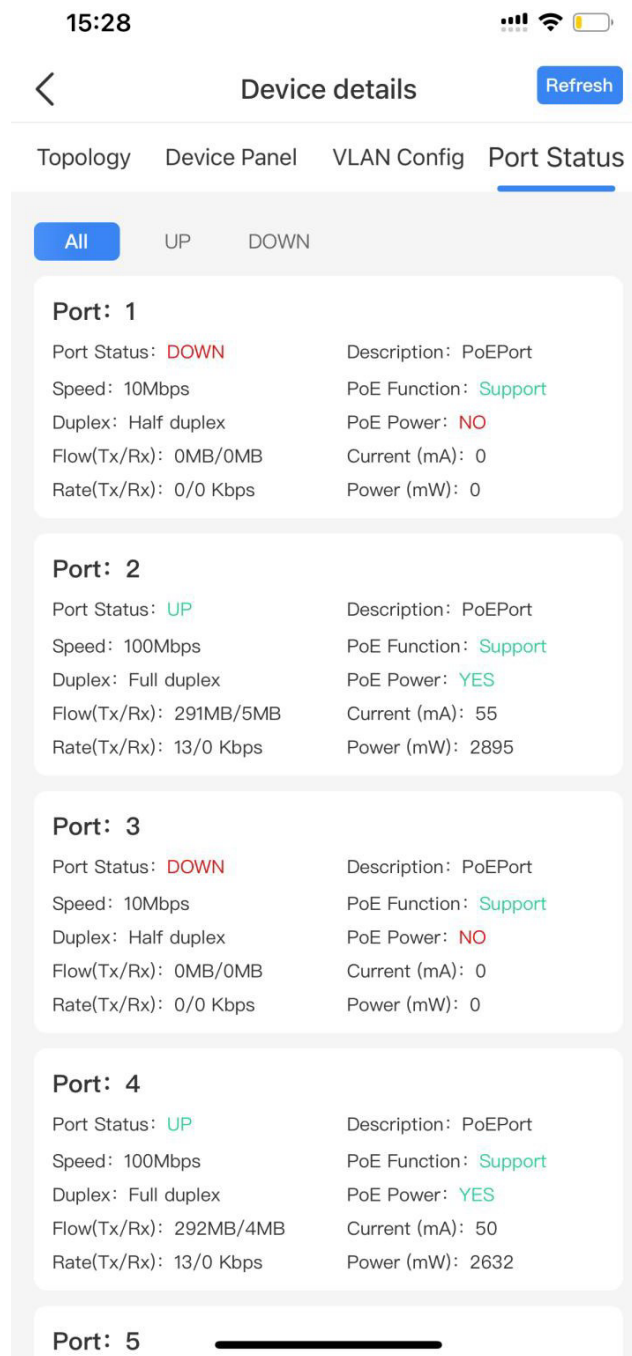 15:28
Device details
Refresh
Topology Device Panel VLAN Config Port Status
All UP DOWN
Port： 1
Port Status： DOWN Description： PoEPort
Speed： 10Mbps PoE Function： Support
Duplex： Half duplex PoE Power： NO
Flow(Tx/Rx)： 0MB/0MB Current (mA)： 0
Rate(Tx/Rx)： 0/0 Kbps Power (mW)： 0
Port： 2
Port Status： UP Description： PoEPort
Speed： 100Mbps PoE Function： Support
Duplex： Full duplex PoE Power： YES
Flow(Tx/Rx)： 291MB/5MB Current (mA)： 55
Rate(Tx/Rx)： 13/0 Kbps Power (mW)： 2895
Port： 3
Port Status： DOWN Description： PoEPort
Speed： 10Mbps PoE Function： Support
Duplex： Half duplex PoE Power： NO
Flow(Tx/Rx)： 0MB/0MB Current (mA)： 0
Rate(Tx/Rx)： 0/0 Kbps Power (mW)： 0
Port： 4
Port Status： UP Description： PoEPort
Speed： 100Mbps PoE Function： Support
Duplex： Full duplex PoE Power： YES
Flow(Tx/Rx)： 292MB/4MB Current (mA)： 50
Rate(Tx/Rx)： 13/0 Kbps Power (mW)： 2632
Port： 5